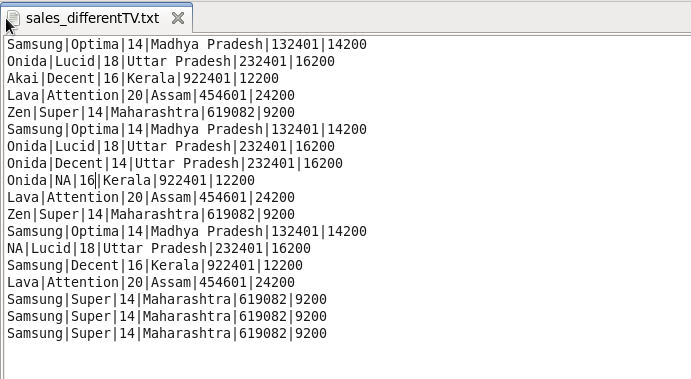 sales_differentTV.txt
Samsung|Optima|14|Madhya Pradesh|132401|14200
Onida|Lucid|18|Uttar Pradesh|232401|16200
Akai|Decent|16|Kerala|922401|12200
Lava|Attention|20|Assam|454601|24200
Zen|Super|14|Maharashtra|619082|9200
Samsung|Optima|14|Madhya Pradesh|132401|14200
Onida|Lucid|18|Uttar Pradesh|232401|16200
Onida|Decent|14|Uttar Pradesh|232401|16200
Onida|NA|16|Kerala|922401|12200
Lava|Attention|20|Assam|454601|24200
Zen|Super|14|Maharashtra|619082|9200
Samsung|Optima|14|Madhya Pradesh|132401|14200
NA|Lucid|18|Uttar Pradesh|232401|16200
Samsung|Decent|16|Kerala|922401|12200
Lava|Attention|20|Assam|454601|24200
Samsung|Super|14|Maharashtra|619082|9200
Samsung|Super|14|Maharashtra|619082|9200
Samsung|Super|14|Maharashtra|619082|9200